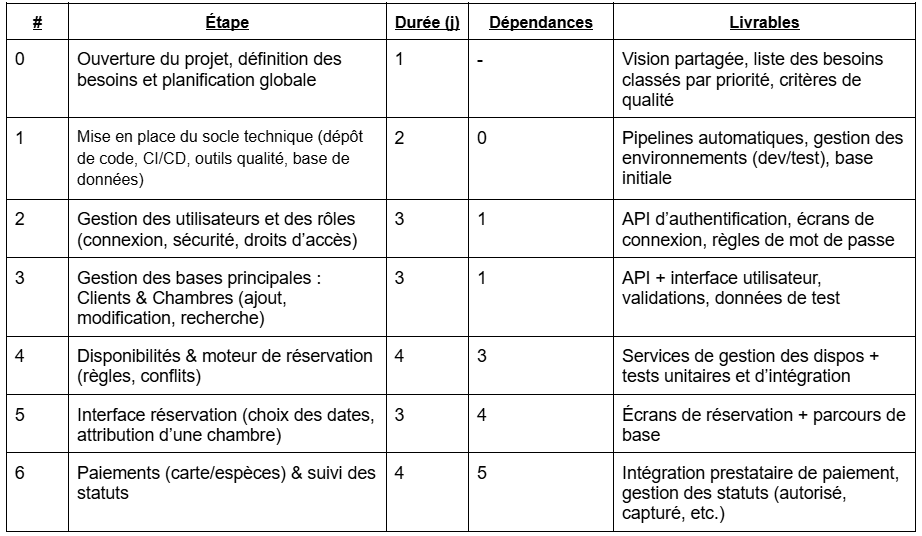 # Étape Durée (j) Dépendances Livrables
0 Ouverture du projet, définition des 1 - Vision partagée, liste des besoins
besoins et planification globale classés par priorité, critères de
qualité
1 Mise en place du socle technique (dépôt 2 0 Pipelines automatiques, gestion des
de code, CI/CD, outils qualité, base de environnements (dev/test), base
données) initiale
2 Gestion des utilisateurs et des rôles 3 1 API d’authentification, écrans de
(connexion, sécurité, droits d’accès) connexion, règles de mot de passe
3 Gestion des bases principales : 3 1 API + interface utilisateur,
Clients & Chambres (ajout, validations, données de test
modification, recherche)
4 Disponibilités & moteur de réservation 4 3 Services de gestion des dispos +
(règles, conflits) tests unitaires et d’intégration
5 Interface réservation (choix des dates, 3 4 Écrans de réservation + parcours de
attribution d’une chambre) base
6 Paiements (carte/espèces) & suivi des 4 5 Intégration prestataire de paiement,
statuts gestion des statuts (autorisé,
capturé, etc.)